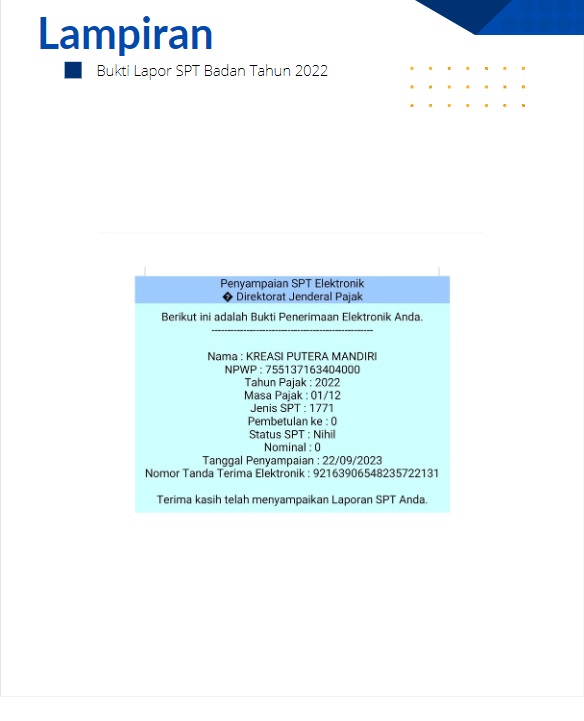 Lampiran
Bukti Lapor SPT Badan Tahun 2022
Penyampaian SPT Elektronik
� Direktorat Jenderal Pajak
Berikut ini adalah Bukti Penerimaan Elektronik Anda.
------------------------------------------------------
Nama : KREASI PUTERA MANDIRI
NPWP : 755137163404000
Tahun Pajak : 2022
Masa Pajak : 01/12
Jenis SPT : 1771
Pembetulan ke : 0
Status SPT : Nihil
Nominal : 0
Tanggal Penyampaian : 22/09/2023
Nomor Tanda Terima Elektronik : 92163906548235722131
Terima kasih telah menyampaikan Laporan SPT Anda.